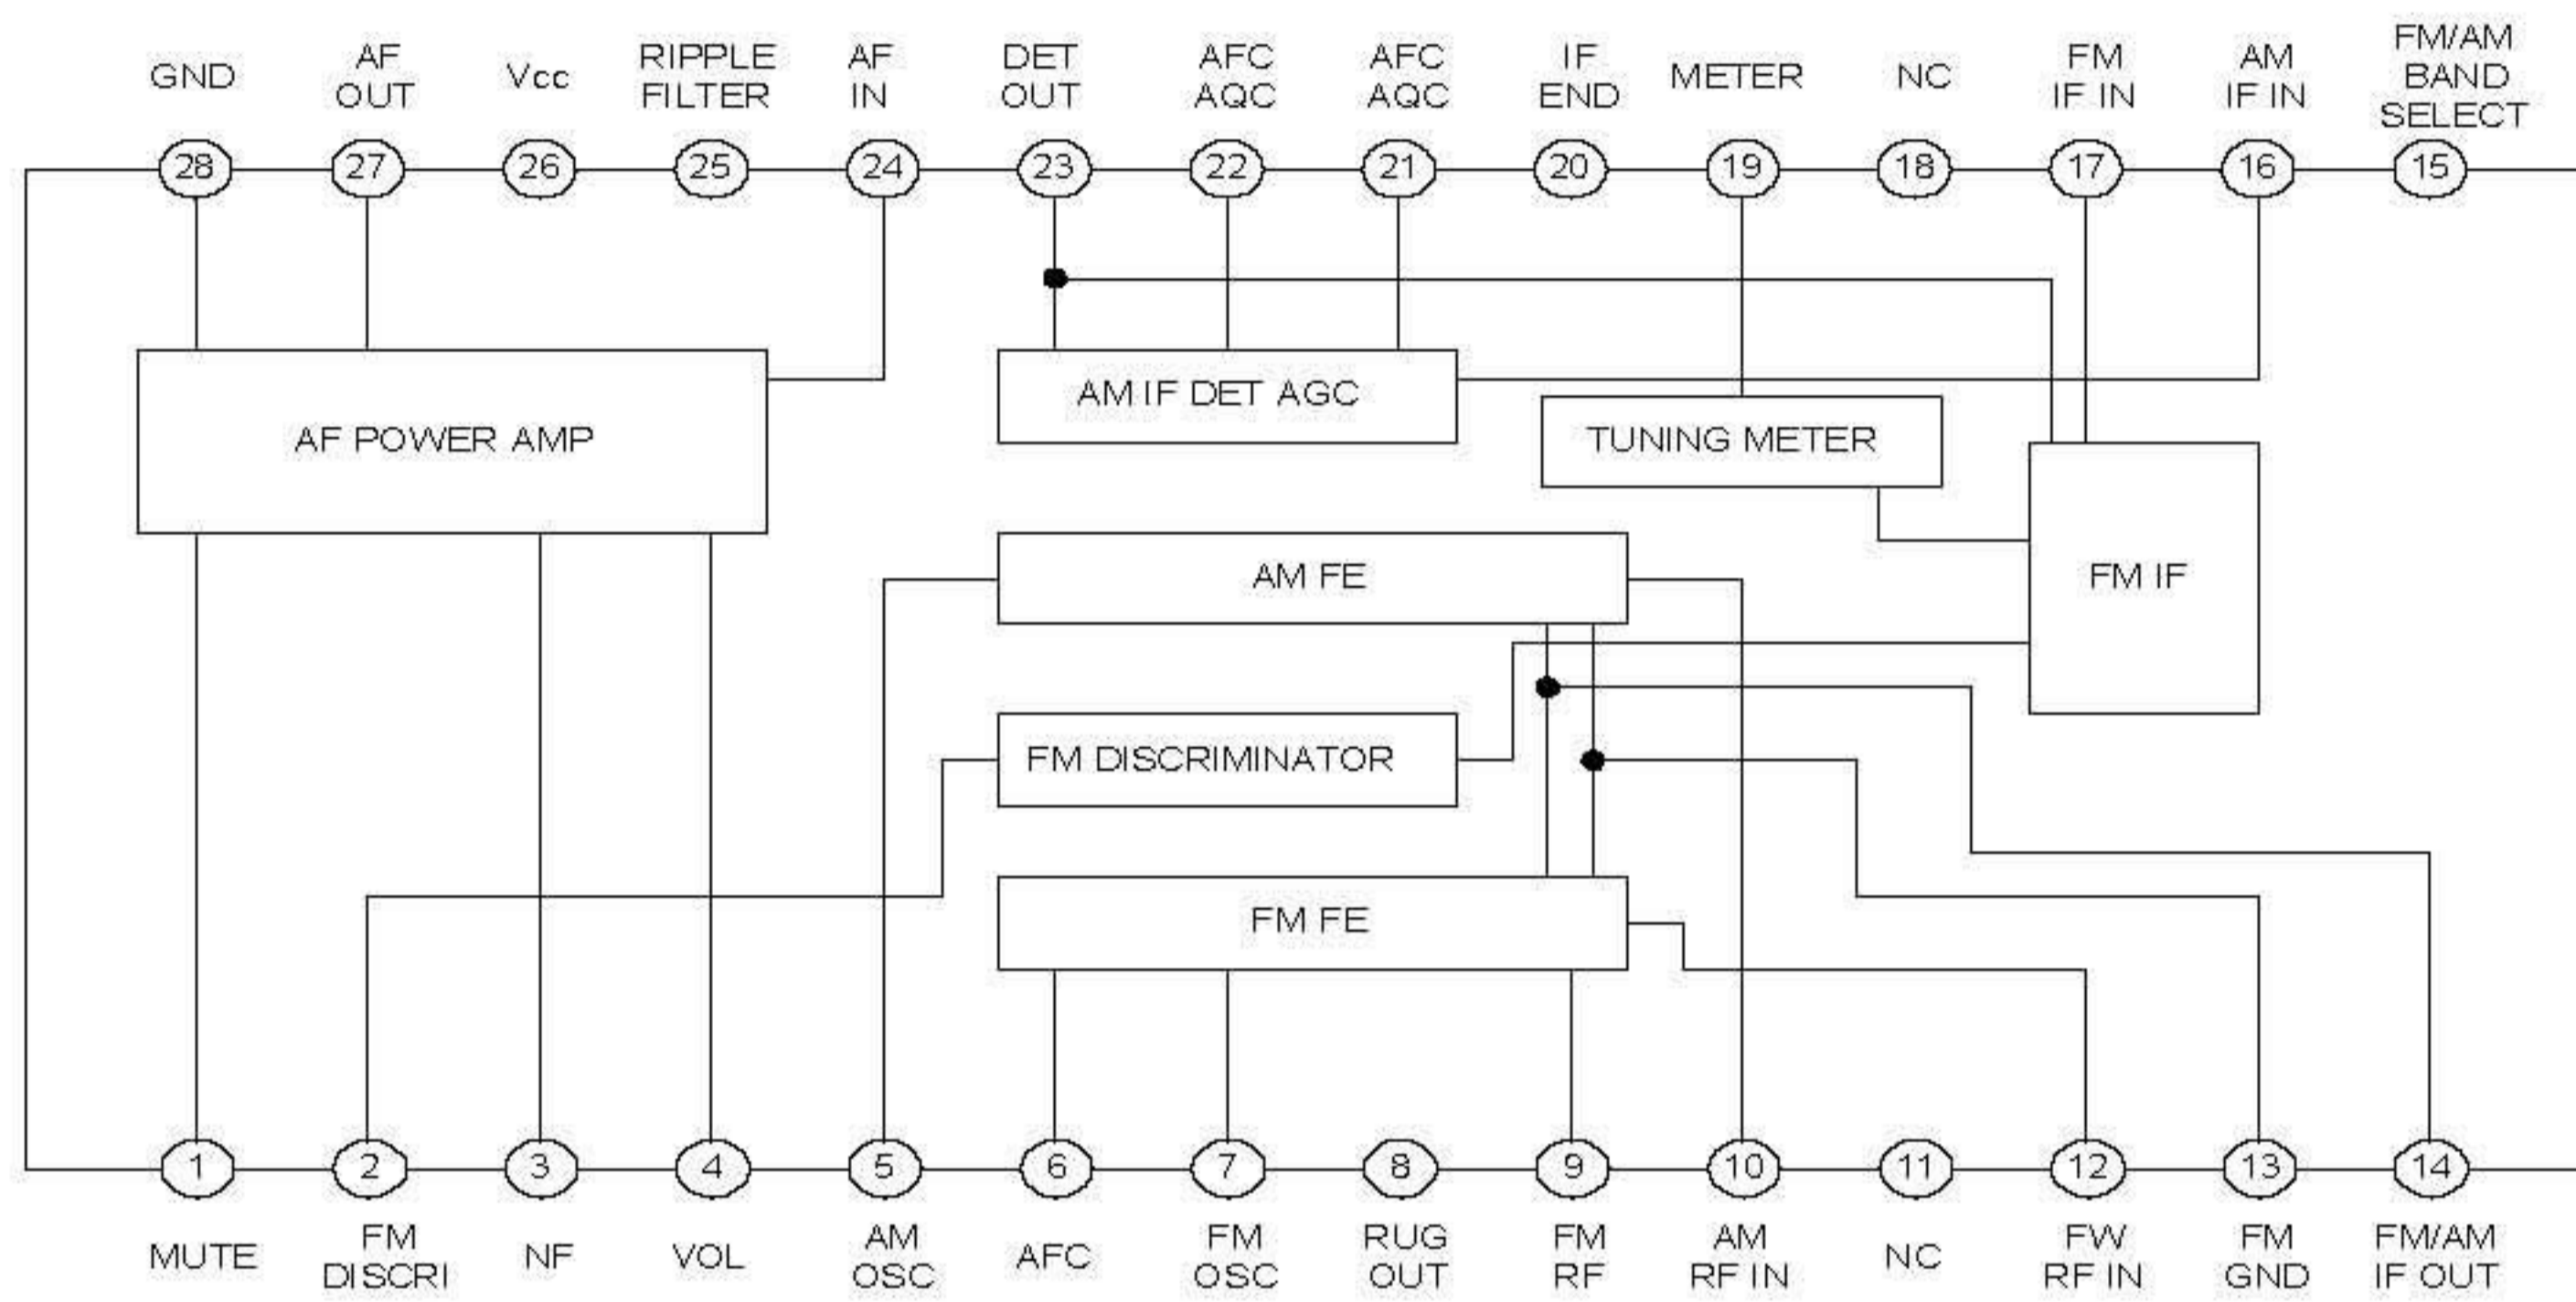 GND
AF
OUT
Vcc
RIPPLE
FILTER
AF
IN
DET
OUT
AFC
AQC
AFC
AQC
IF
END
METER
NC
FM
IF IN
AM
IF IN
FM/AM
BAND
SELECT
28
27
26
25
24
23
22
21
20
19
18
17
16
15
AM IF DET AGC
AF POWER AMP
TUNING METER
AM FE
FM IF
FM DISCRIMINATOR
FM FE
1
2
3
4
5
6
7
8
9
10
11
12
13
14
MUTE
FM
DISCRI
NF
VOL
AM
OSC
AFC
FM
OSC
RUG
OUT
FM
RF
AM
RF IN
NC
FW
RF IN
FM
GND
FM/AM
IF OUT